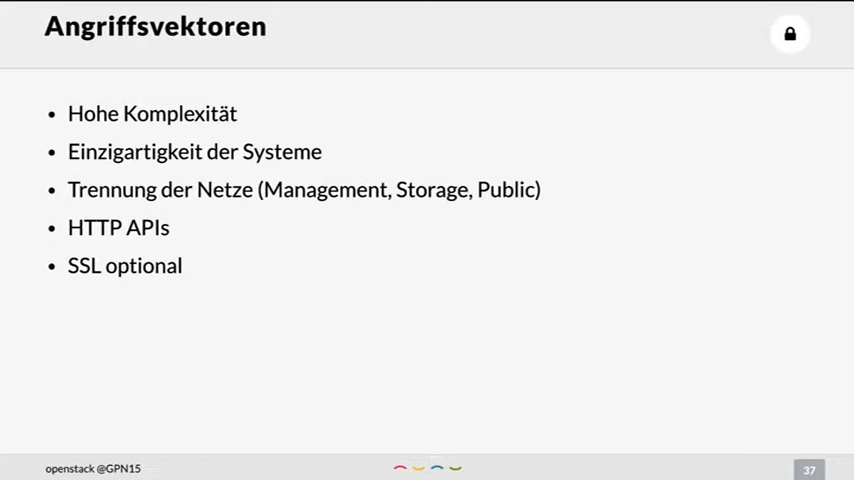 Angriffsvektoren
Hohe Komplexität
Einzigartigkeit der Systeme
Trennung der Netze (Management, Storage, Public)
HTTP APIs
SSL optional
openstack @GPN15
37